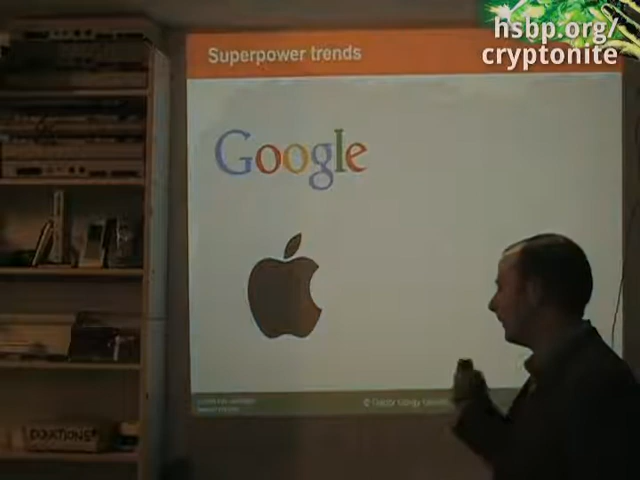 hsbp.org/
cryptonite
Superpower trends
Google
DONATIONS